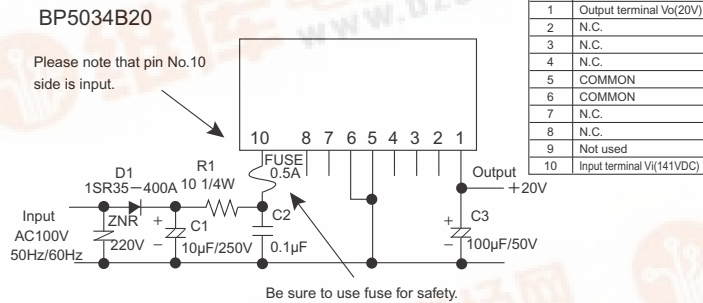 BP5034B20
Please note that pin No.10
side is input.
10 8 7 6 5 4 3 2 1
FUSE
0.5A
D1
1SR35－400A
R1
10 1/4W
Output
＋20V
Input
AC100V
50Hz/60Hz
ZNR
220V
+
−
C1
10μF/250V
C2
0.1μF
+
−
C3
100μF/50V
Be sure to use fuse for safety.
1 Output terminal Vo(20V)
2 N.C.
3 N.C.
4 N.C.
5 COMMON
6 COMMON
7 N.C.
8 N.C.
9 Not used
10 Input terminal Vi(141VDC)